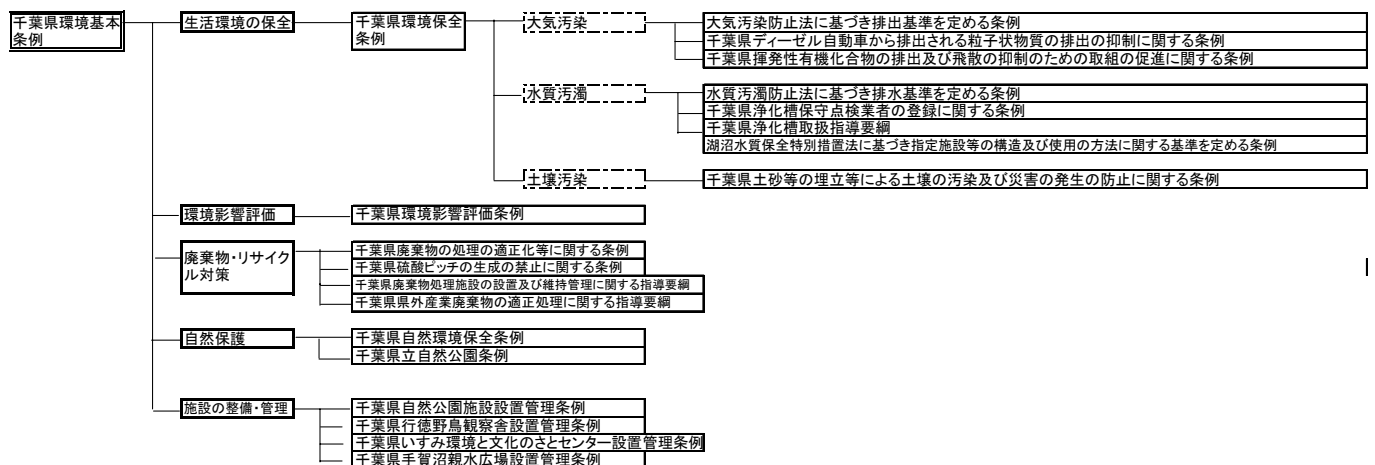 千葉県環境基本
条例
生活環境の保全
千葉県環境保全
条例
大気汚染
大気汚染防止法に基づき排出基準を定める条例
千葉県ディーゼル自動車から排出される粒子状物質の排出の抑制に関する条例
千葉県揮発性有機化合物の排出及び飛散の抑制のための取組の促進に関する条例
水質汚濁
水質汚濁防止法に基づき排水基準を定める条例
千葉県浄化槽保守点検業者の登録に関する条例
千葉県浄化槽取扱指導要綱
湖沼水質保全特別措置法に基づき指定施設等の構造及び使用の方法に関する基準を定める条例
土壌汚染
千葉県土砂等の埋立等による土壌の汚染及び災害の発生の防止に関する条例
環境影響評価
千葉県環境影響評価条例
廃棄物・リサイク
ル対策
千葉県廃棄物の処理の適正化等に関する条例
千葉県硫酸ピッチの生成の禁止に関する条例
千葉県廃棄物処理施設の設置及び維持管理に関する指導要綱
千葉県県外産業廃棄物の適正処理に関する指導要綱
自然保護
千葉県自然環境保全条例
千葉県立自然公園条例
施設の整備・管理
千葉県自然公園施設設置管理条例
千葉県行徳野鳥観察舎設置管理条例
千葉県いすみ環境と文化のさとセンター設置管理条例
千葉県手賀沼親水広場設置管理条例